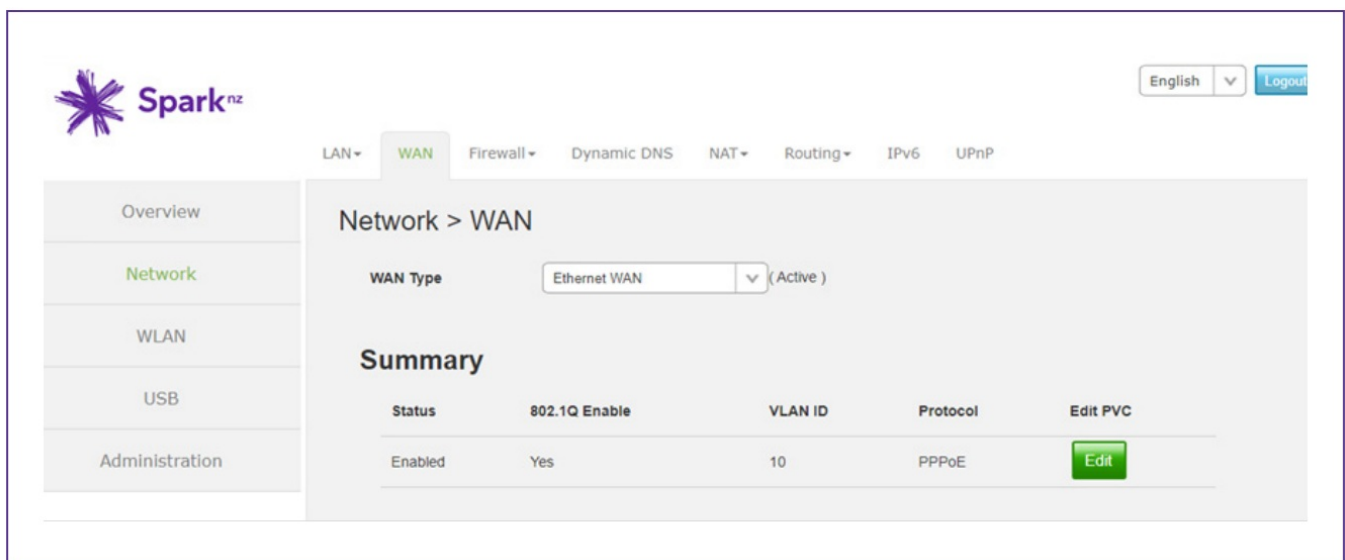 Spark nz
English
Logout
LAN WAN Firewall Dynamic DNS NAT Routing IPv6 UPnP
Overview
Network
WLAN
USB
Administration
Network > WAN
WAN Type Ethernet WAN ( Active )
Summary
Status 802.1Q Enable VLAN ID Protocol Edit PVC
Enabled Yes 10 PPPoE Edit